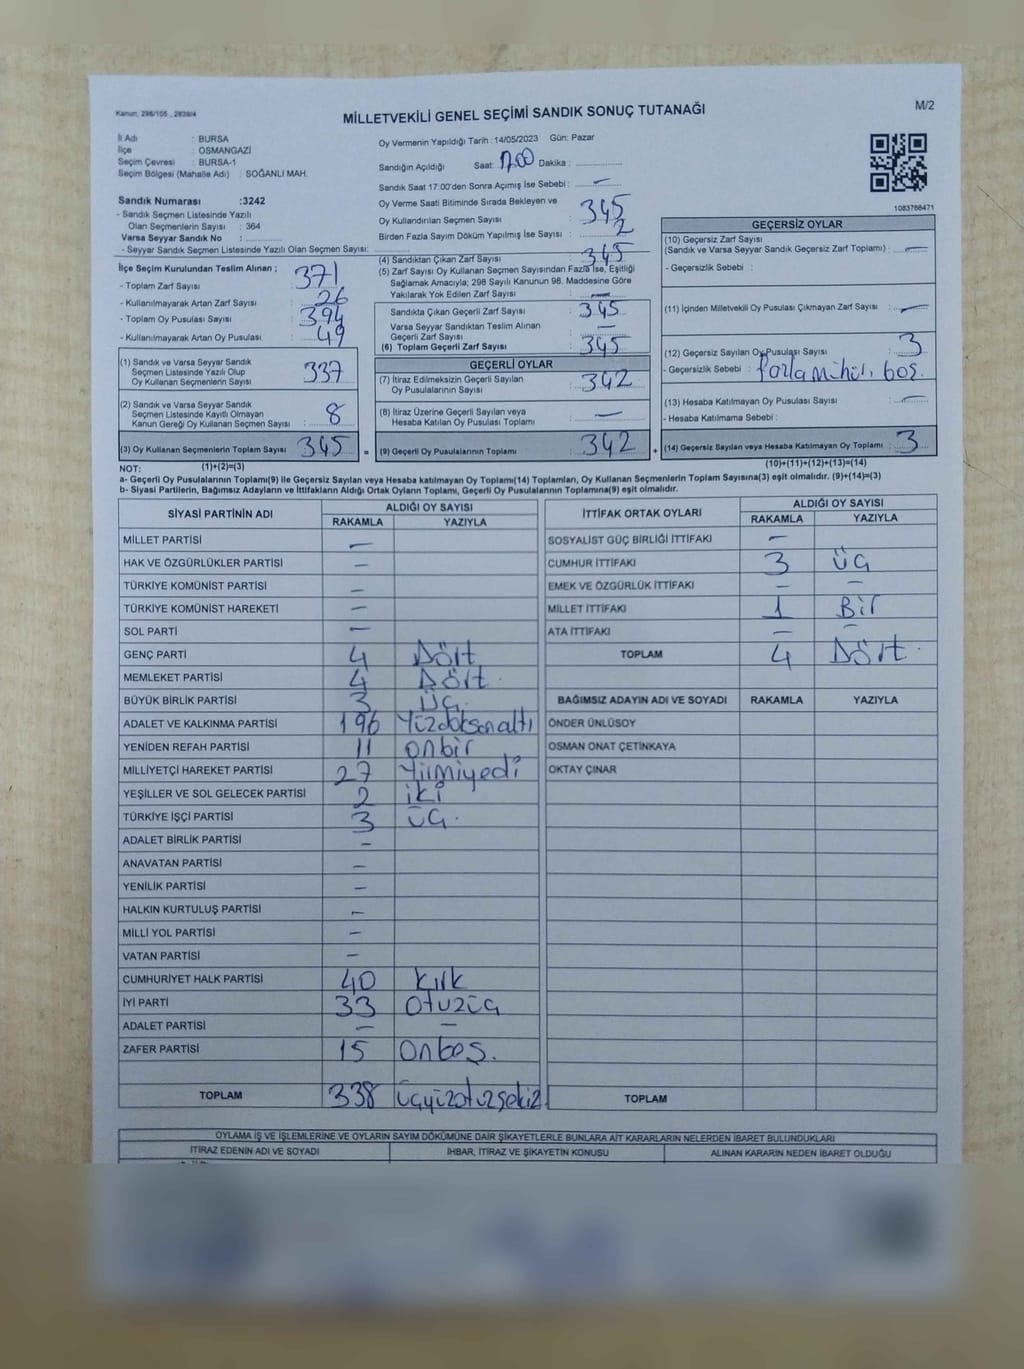 Kanun: 298/105 , 2839/4
MİLLETVEKİLİ GENEL SEÇİMİ SANDIK SONUÇ TUTANAĞI
M/2
İl Adı : BURSA
İlçe : OSMANGAZİ
Seçim Çevresi : BURSA-1
Seçim Bölgesi (Mahalle Adı) : SOĞANLI MAH.
Sandık Numarası :3242
- Sandık Seçmen Listesinde Yazılı
Olan Seçmenlerin Sayısı : 364
Varsa Seyyar Sandık No :
- Seyyar Sandık Seçmen Listesinde Yazılı Olan Seçmen Sayısı:
Oy Vermenin Yapıldığı Tarih : 14/05/2023 Gün: Pazar
Sandığın Açıldığı Saat: 17.00 Dakika :
Sandık Saat 17:00'den Sonra Açımış İse Sebebi : —
Oy Verme Saati Bitiminde Sırada Bekleyen ve
Oy Kullandırılan Seçmen Sayısı : 345
Birden Fazla Sayım Döküm Yapılmış İse Sayısı : 2
1083768471
İlçe Seçim Kurulundan Teslim Alınan ;
- Toplam Zarf Sayısı : 371
- Kullanılmayarak Artan Zarf Sayısı : 26
- Toplam Oy Pusulası Sayısı : 394
- Kullanılmayarak Artan Oy Pusulası : 49
(1) Sandık ve Varsa Seyyar Sandık
Seçmen Listesinde Yazılı Olup
Oy Kullanan Seçmenlerin Sayısı : 337
(2) Sandık ve Varsa Seyyar Sandık
Seçmen Listesinde Kayıtlı Olmayan
Kanun Gereği Oy Kullanan Seçmen Sayısı : 8
(3) Oy Kullanan Seçmenlerin Toplam Sayısı : 345 =
(4) Sandıktan Çıkan Zarf Sayısı : 345
(5) Zarf Sayısı Oy Kullanan Seçmen Sayısından Fazla İse, Eşitliği
Sağlamak Amacıyla; 298 Sayılı Kanunun 98. Maddesine Göre
Yakılarak Yok Edilen Zarf Sayısı : —
Sandıkta Çıkan Geçerli Zarf Sayısı : 345
Varsa Seyyar Sandıktan Teslim Alınan
Geçerli Zarf Sayısı : —
(6) Toplam Geçerli Zarf Sayısı : 345
GEÇERLİ OYLAR
(7) İtiraz Edilmeksizin Geçerli Sayılan
Oy Pusulalarının Sayısı : 342
(8) İtiraz Üzerine Geçerli Sayılan veya
Hesaba Katılan Oy Pusulası Toplamı : —
(9) Geçerli Oy Pusulalarının Toplamı : 342 +
GEÇERSİZ OYLAR
(10) Geçersiz Zarf Sayısı
(Sandık ve Varsa Seyyar Sandık Geçersiz Zarf Toplamı) : —
- Geçersizlik Sebebi :
(11) İçinden Milletvekili Oy Pusulası Çıkmayan Zarf Sayısı : —
(12) Geçersiz Sayılan Oy Pusulası Sayısı : 3
- Geçersizlik Sebebi : boş.
(13) Hesaba Katılmayan Oy Pusulası Sayısı : —
- Hesaba Katılmama Sebebi :
(14) Geçersiz Sayılan veya Hesaba Katılmayan Oy Toplamı : 3
NOT: (1)+(2)=(3) (10)+(11)+(12)+(13)=(14)
a- Geçerli Oy Pusulalarının Toplamı(9) ile Geçersiz Sayılan veya Hesaba katılmayan Oy Toplamı(14) Toplamları, Oy Kullanan Seçmenlerin Toplam Sayısına(3) eşit olmalıdır. (9)+(14)=(3)
b- Siyasi Partilerin, Bağımsız Adayların ve İttifakların Aldığı Ortak Oyların Toplamı, Geçerli Oy Pusulalarının Toplamına(9) eşit olmalıdır.
SİYASİ PARTİNİN ADI ALDIĞI OY SAYISI
RAKAMLA YAZIYLA
MİLLET PARTİSİ —
HAK VE ÖZGÜRLÜKLER PARTİSİ —
TÜRKİYE KOMÜNİST PARTİSİ —
TÜRKİYE KOMÜNİST HAREKETİ —
SOL PARTİ —
GENÇ PARTİ 4 Dört
MEMLEKET PARTİSİ 4 Dört.
BÜYÜK BİRLİK PARTİSİ 3 Üç.
ADALET VE KALKINMA PARTİSİ 196 Yüzdoksanaltı
YENİDEN REFAH PARTİSİ 11 onbir
MİLLİYETÇİ HAREKET PARTİSİ 27 Yirmiyedi
YEŞİLLER VE SOL GELECEK PARTİSİ 2 iki
TÜRKİYE İŞÇİ PARTİSİ 3 üç.
ADALET BİRLİK PARTİSİ —
ANAVATAN PARTİSİ —
YENİLİK PARTİSİ —
HALKIN KURTULUŞ PARTİSİ —
MİLLİ YOL PARTİSİ —
VATAN PARTİSİ —
CUMHURİYET HALK PARTİSİ 40 kırk
İYİ PARTİ 33 Otuzüç
ADALET PARTİSİ — —
ZAFER PARTİSİ 15 Onbeş.
TOPLAM 338 üçyüzotuzsekiz
İTTİFAK ORTAK OYLARI ALDIĞI OY SAYISI
RAKAMLA YAZIYLA
SOSYALİST GÜÇ BİRLİĞİ İTTİFAKI —
CUMHUR İTTİFAKI 3 üç
EMEK VE ÖZGÜRLÜK İTTİFAKI — —
MİLLET İTTİFAKI 1 Bir
ATA İTTİFAKI — —
TOPLAM 4 Dört.
BAĞIMSIZ ADAYIN ADI VE SOYADI RAKAMLA YAZIYLA
ÖNDER ÜNLÜSOY
OSMAN ONAT ÇETİNKAYA
OKTAY ÇINAR
TOPLAM
OYLAMA İŞ VE İŞLEMLERİNE VE OYLARIN SAYIM DÖKÜMÜNE DAİR ŞİKAYETLERLE BUNLARA AİT KARARLARIN NELERDEN İBARET BULUNDUKLARI
İTİRAZ EDENİN ADI VE SOYADI İHBAR, İTİRAZ VE ŞİKAYETİN KONUSU ALINAN KARARIN NEDEN İBARET OLDUĞU